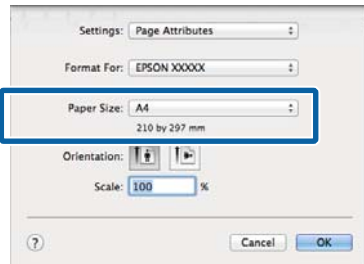 Settings: Page Attributes
Format For: EPSON XXXXX
Paper Size: A4
210 by 297 mm
Orientation:
Scale: 100 %
? Cancel OK